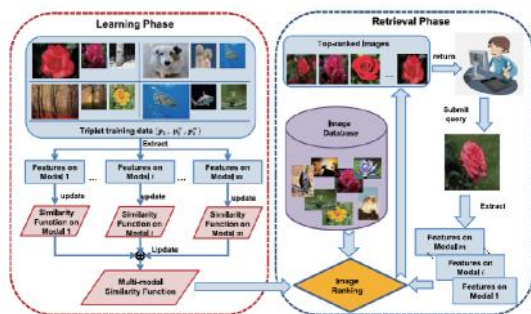 Learning Phase
Triplet training data
Extract
Features on
Modal 1
...
Features on
Modal i
...
Features on
Modal m
update
update
update
Similarity
Function on
Modal 1
Similarity
Function on
Modal i
Similarity
Function on
Modal m
Update
Multi-modal
Similarity Function
Retrieval Phase
Top-ranked Images
...
return
Submit
query
Image
Database
Extract
Features on
Modal m
Features on
Modal i
Features on
Modal 1
Image
Ranking